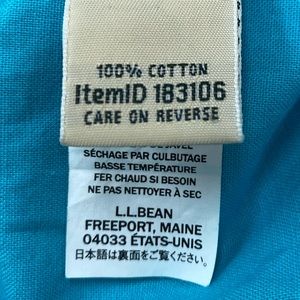 100% COTTON
ItemID 183106
CARE ON REVERSE
SÉCHAGE PAR CULBUTAGE
BASSE TEMPÉRATURE
FER CHAUD SI BESOIN
NE PAS NETTOYER À SEC
L.L.BEAN
FREEPORT, MAINE
04033 ÉTATS-UNIS
日本語は裏面をご覧ください。